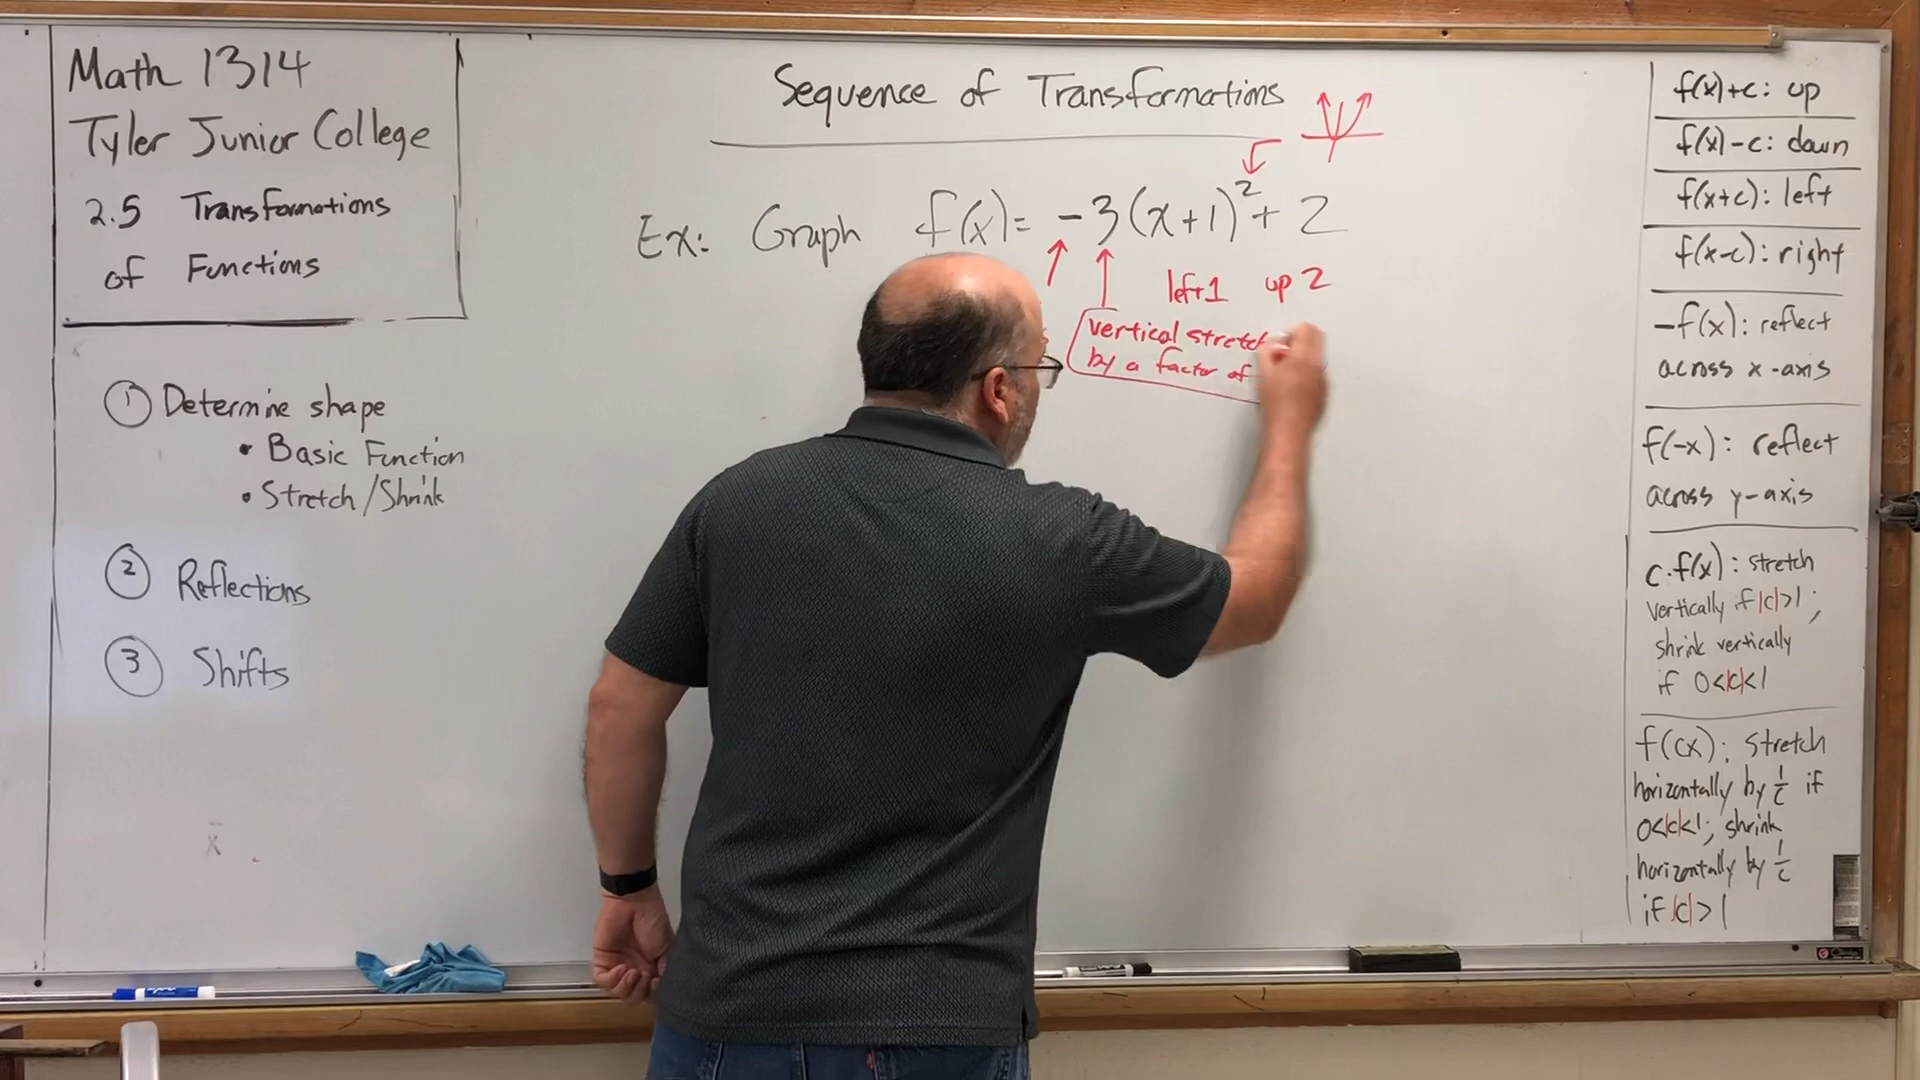 Math 1314
Tyler Junior College
2.5 Transformations
of Functions
① Determine shape
• Basic Function
• Stretch/Shrink
② Reflections
③ Shifts
x
Sequence of Transformations
Ex: Graph f(x) = -3(x+1)²+2
left 1 up 2
vertical stretch
by a factor of
f(x)+c: up
f(x)-c: down
f(x+c): left
f(x-c): right
-f(x): reflect
across x-axis
f(-x): reflect
across y-axis
c·f(x): stretch
vertically if |c|>1;
shrink vertically
if 0<|c|<1
f(cx): stretch
horizontally by 1/c if
0<|c|<1; shrink
horizontally by 1/c
if |c|>1